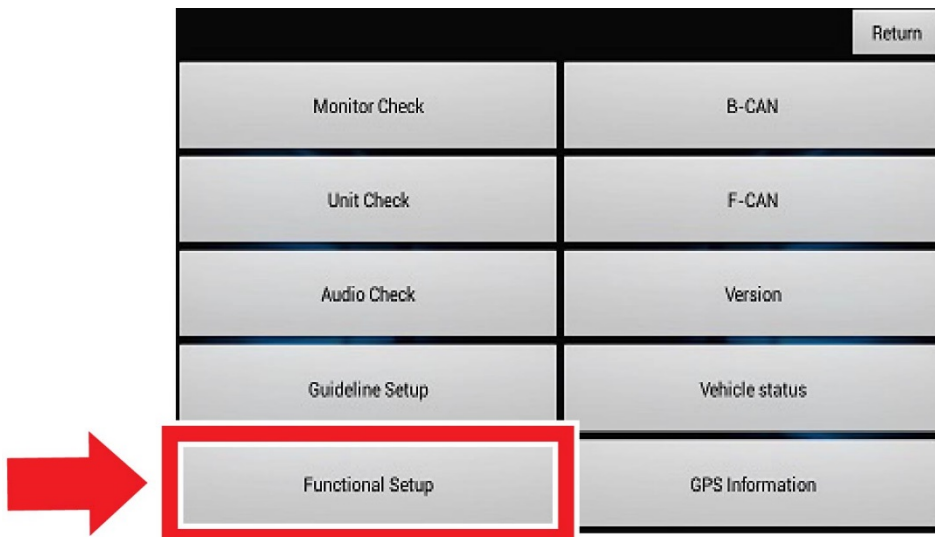 Return
Monitor Check
B-CAN
Unit Check
F-CAN
Audio Check
Version
Guideline Setup
Vehicle status
Functional Setup
GPS Information